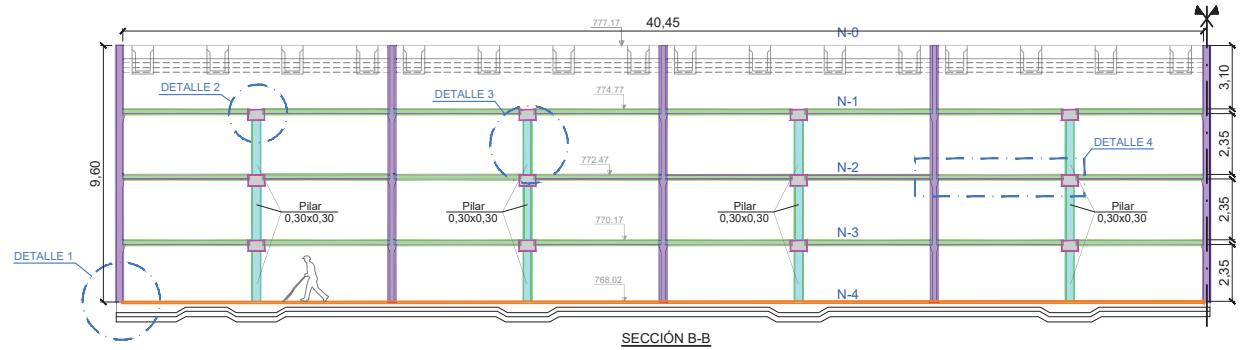 777.17
40,45
N-0
3,10
DETALLE 2
DETALLE 3
774.77
N-1
9,60
2,35
772.47
N-2
DETALLE 4
Pilar
0,30x0,30
Pilar
0,30x0,30
Pilar
0,30x0,30
Pilar
0,30x0,30
2,35
770.17
N-3
DETALLE 1
2,35
768.02
N-4
SECCIÓN B-B